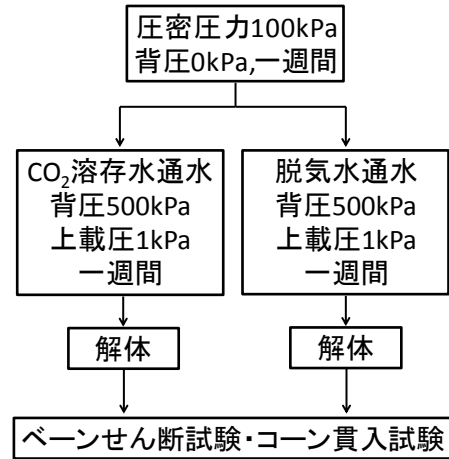 圧密圧力100kPa
背圧0kPa,一週間
CO₂溶存水通水
背圧500kPa
上載圧1kPa
一週間
脱気水通水
背圧500kPa
上載圧1kPa
一週間
解体
解体
ベーンせん断試験・コーン貫入試験